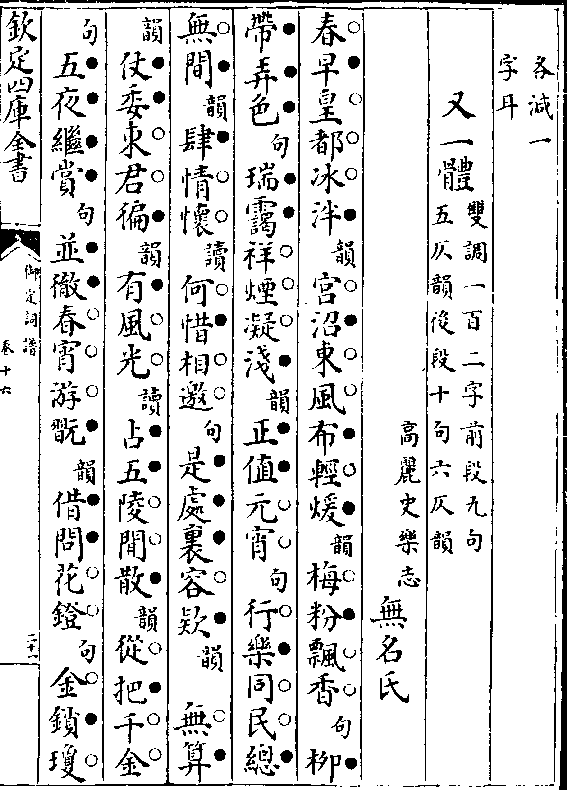 各減一
字耳
又一體
雙調一百二字前段九句
五仄韻後段十句六仄韻
高麗史樂志
無名氏
春早皇都冰泮韻宮沼東風布輕煖韻梅粉飄香句柳
帶弄色句瑞靄祥煙凝淺韻正值元宵句行樂同民總
無間韻肆情懷讀何惜相邀句是處裏容欵韻 無算
韻仗委東君徧韻有風光讀占五陵閒散韻從把千金
句五夜繼賞句並徹春宵游翫韻借問花鐙句金鎖瓊
欽定四庫全書
御定詞譜
卷十六
二十一